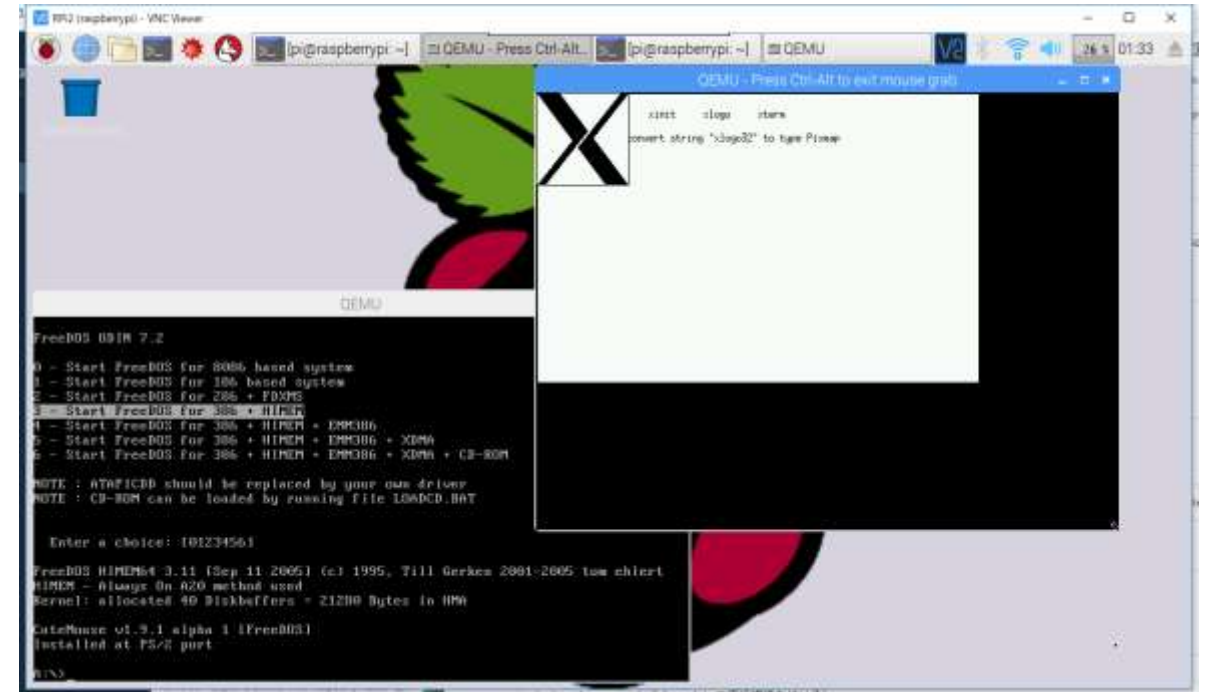 RPi2 (raspberrypi) - VNC Viewer
[pi@raspberrypi: ~]
QEMU - Press Ctrl-Alt...
[pi@raspberrypi: ~]
QEMU
26 %
01:33
QEMU - Press Ctrl-Alt to exit mouse grab
xinit xlogo xterm
convert string "xlogo32" to type Pixmap
QEMU
FreeDOS ODIN 7.2
0 - Start FreeDOS for 8086 based system
1 - Start FreeDOS for 186 based system
2 - Start FreeDOS for 286 + FDXMS
3 - Start FreeDOS for 386 + HIMEM
4 - Start FreeDOS for 386 + HIMEM + EMM386
5 - Start FreeDOS for 386 + HIMEM + EMM386 + XDMA
6 - Start FreeDOS for 386 + HIMEM + EMM386 + XDMA + CD-ROM
NOTE : ATAPICDD should be replaced by your own driver
NOTE : CD-ROM can be loaded by running file LOADCD.BAT
Enter a choice: [0123456]
FreeDOS HIMEM64 3.11 [Sep 11 2005] (c) 1995, Till Gerken 2001-2005 tom ehlert
HIMEM - Always On A20 method used
Kernel: allocated 40 Diskbuffers = 21280 Bytes in HMA
CuteMouse v1.9.1 alpha 1 [FreeDOS]
Installed at PS/2 port
A:\>